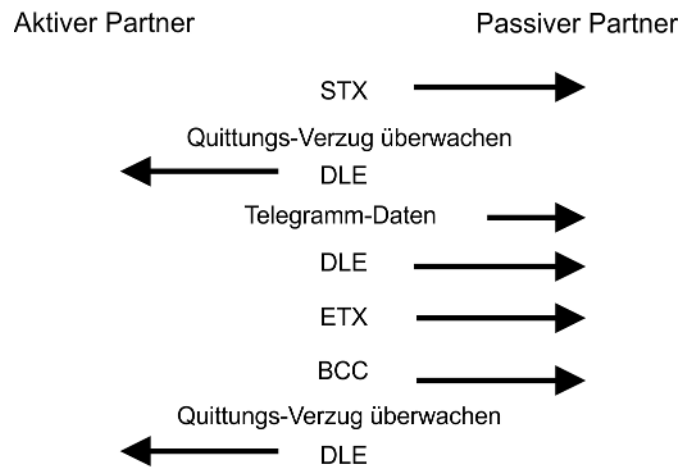 Aktiver Partner Passiver Partner
STX
Quittungs-Verzug überwachen
DLE
Telegramm-Daten
DLE
ETX
BCC
Quittungs-Verzug überwachen
DLE